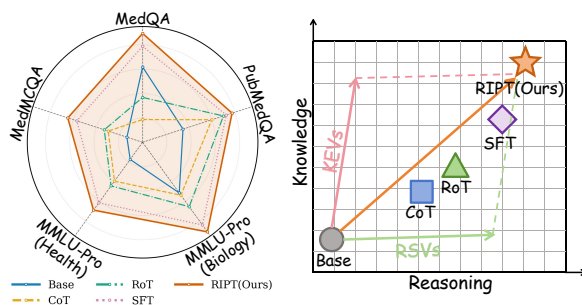 MedQA
PubMedQA
MMLU-Pro
(Biology)
MMLU-Pro
(Health)
MedMCQA
Base
RoT
RIPT(Ours)
CoT
SFT
Knowledge
Reasoning
KEVs
RSVs
RIPT(Ours)
SFT
RoT
CoT
Base